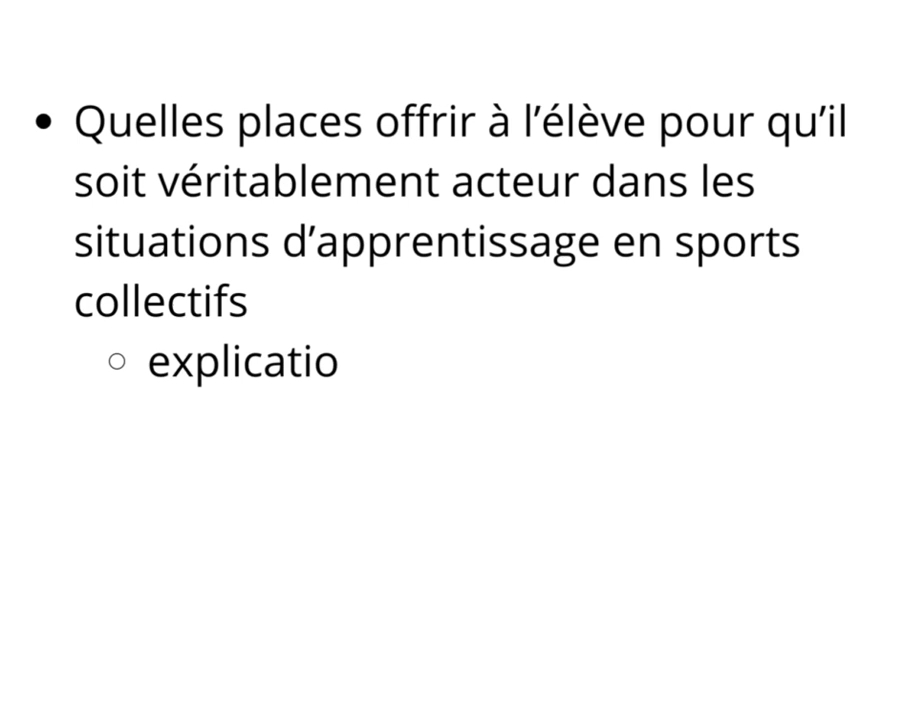 • Quelles places offrir à l’élève pour qu’il
soit véritablement acteur dans les
situations d’apprentissage en sports
collectifs
○ explicatio